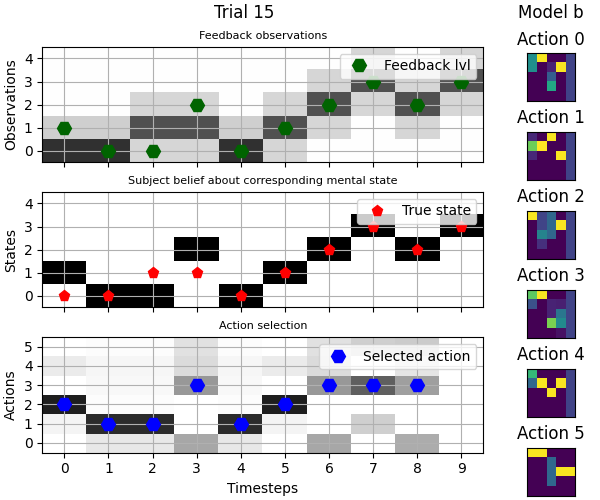 Trial 15
Model b
Feedback observations
Observations
4
3
2
1
0
Feedback lvl
Subject belief about corresponding mental state
States
4
3
2
1
0
True state
Action selection
Actions
5
4
3
2
1
0
Selected action
0 1 2 3 4 5 6 7 8 9
Timesteps
Action 0
Action 1
Action 2
Action 3
Action 4
Action 5